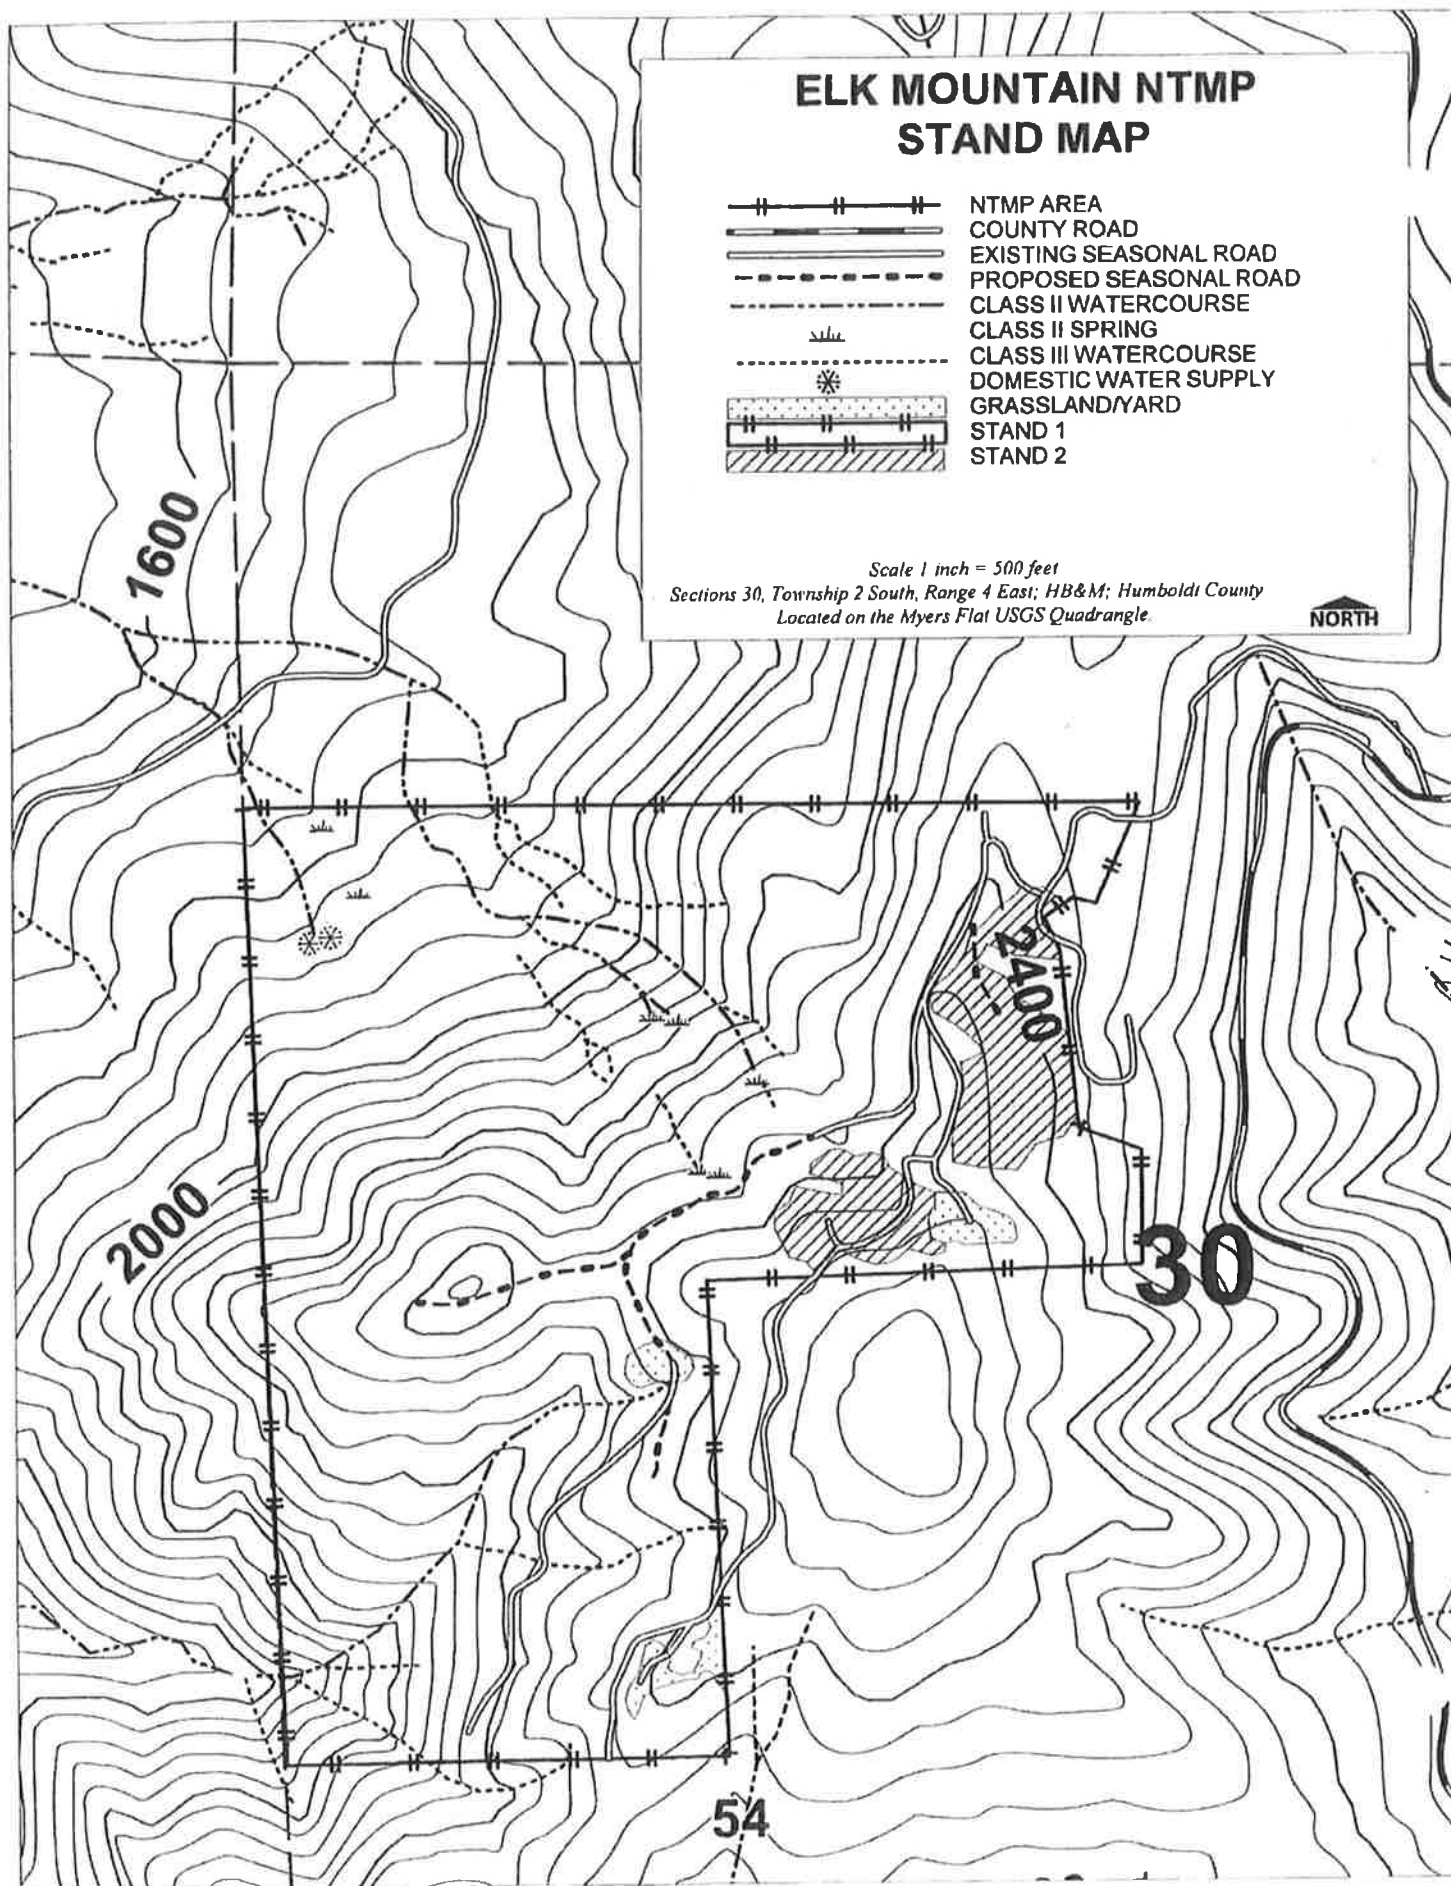 ELK MOUNTAIN NTMP
STAND MAP
NTMP AREA
COUNTY ROAD
EXISTING SEASONAL ROAD
PROPOSED SEASONAL ROAD
CLASS II WATERCOURSE
CLASS II SPRING
CLASS III WATERCOURSE
DOMESTIC WATER SUPPLY
GRASSLAND/YARD
STAND 1
STAND 2
Scale 1 inch = 500 feet
Sections 30, Township 2 South, Range 4 East; HB&M; Humboldt County
Located on the Myers Flat USGS Quadrangle.
NORTH
1600
2400
2000
30
54